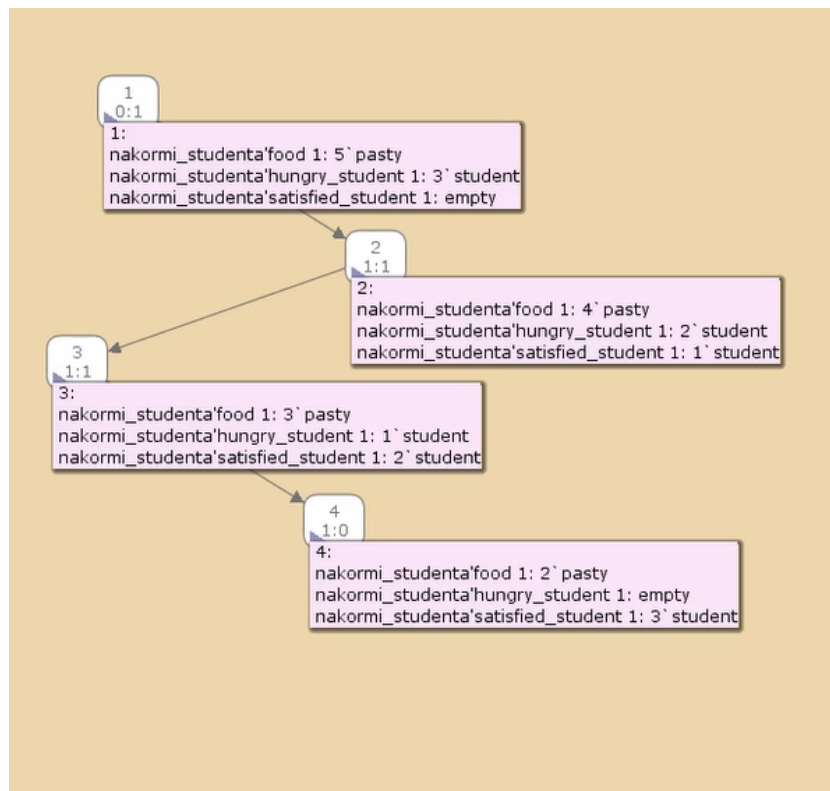 1
0:1
1:
nakormi_studenta'food 1: 5`pasty
nakormi_studenta'hungry_student 1: 3`student
nakormi_studenta'satisfied_student 1: empty
2
1:1
2:
nakormi_studenta'food 1: 4`pasty
nakormi_studenta'hungry_student 1: 2`student
nakormi_studenta'satisfied_student 1: 1`student
3
1:1
3:
nakormi_studenta'food 1: 3`pasty
nakormi_studenta'hungry_student 1: 1`student
nakormi_studenta'satisfied_student 1: 2`student
4
1:0
4:
nakormi_studenta'food 1: 2`pasty
nakormi_studenta'hungry_student 1: empty
nakormi_studenta'satisfied_student 1: 3`student